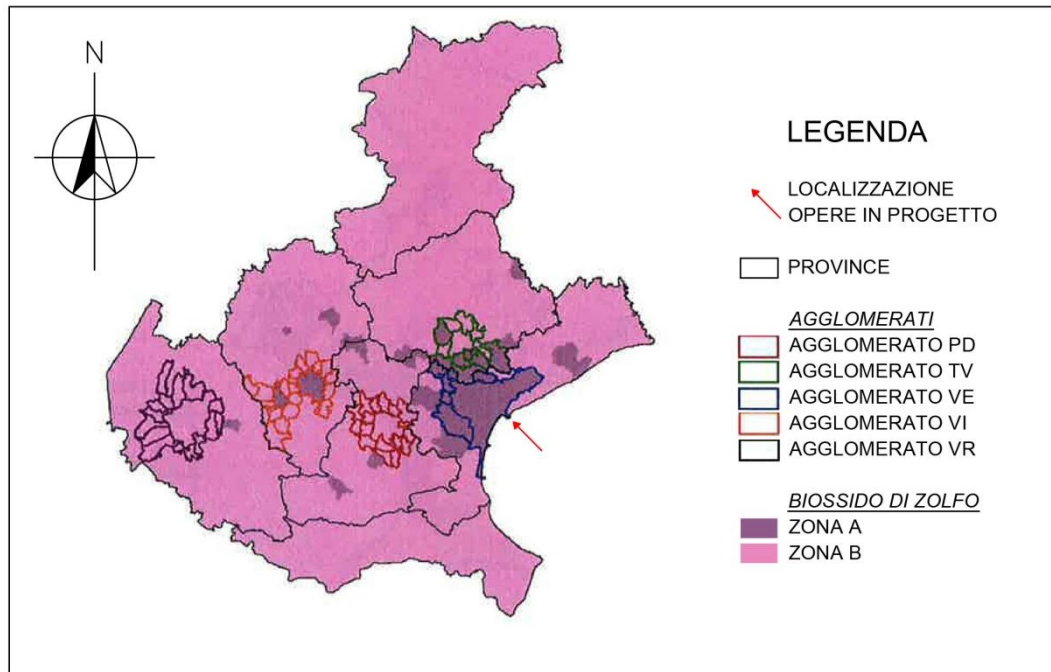 N
LEGENDA
LOCALIZZAZIONE
OPERE IN PROGETTO
PROVINCE
AGGLOMERATI
AGGLOMERATO PD
AGGLOMERATO TV
AGGLOMERATO VE
AGGLOMERATO VI
AGGLOMERATO VR
BIOSSIDO DI ZOLFO
ZONA A
ZONA B